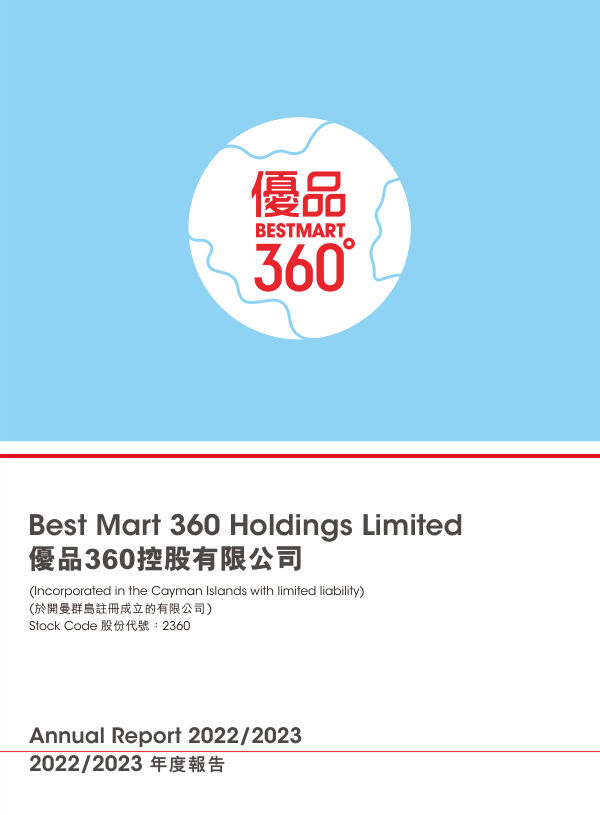 優品
BESTMART
360°
Best Mart 360 Holdings Limited
優品360控股有限公司
(Incorporated in the Cayman Islands with limited liability)
(於開曼群島註冊成立的有限公司)
Stock Code 股份代號：2360
Annual Report 2022/2023
2022/2023 年度報告